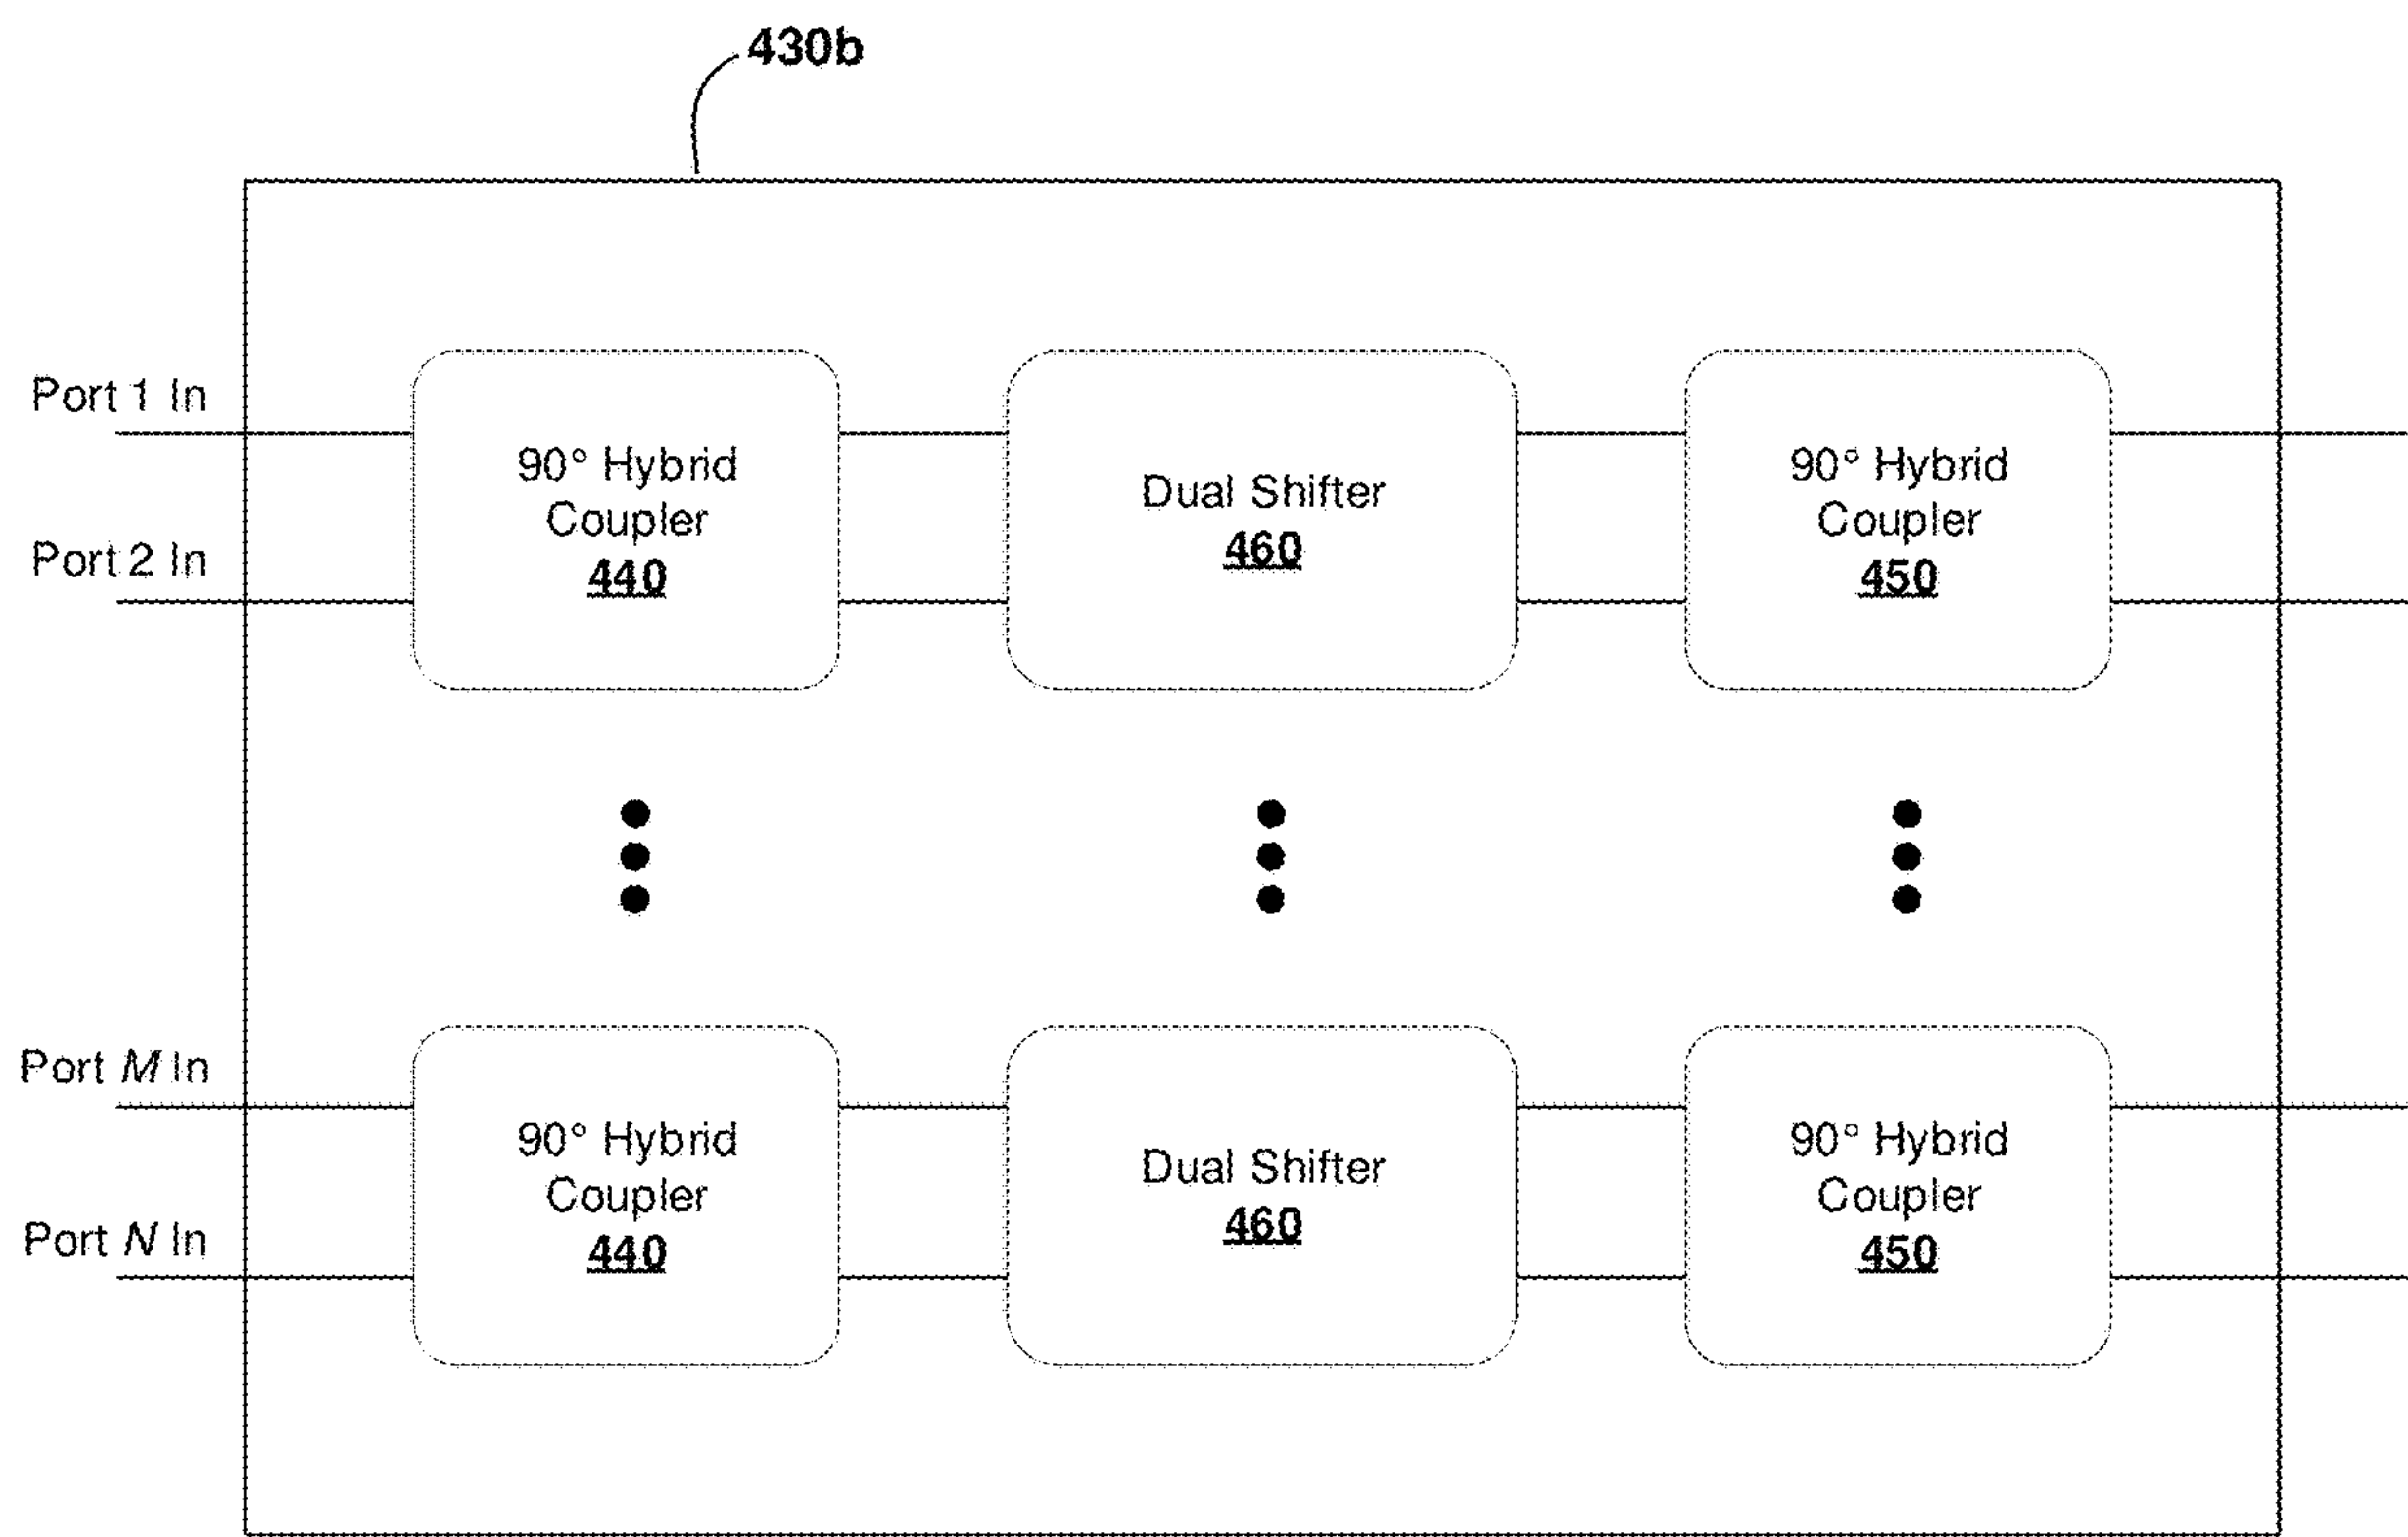 430b
Port 1 In
90° Hybrid
Coupler
440
Dual Shifter
460
90° Hybrid
Coupler
450
Port 2 In
Port M In
90° Hybrid
Coupler
440
Dual Shifter
460
90° Hybrid
Coupler
450
Port N In